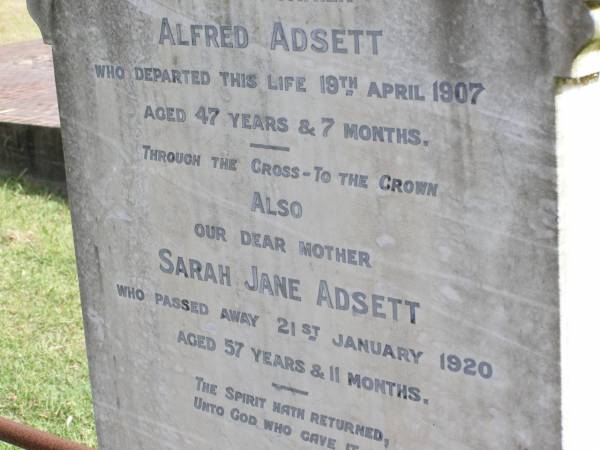 ALFRED ADSETT
WHO DEPARTED THIS LIFE 19TH APRIL 1907
AGED 47 YEARS & 7 MONTHS.
THROUGH THE CROSS-TO THE CROWN
ALSO
OUR DEAR MOTHER
SARAH JANE ADSETT
WHO PASSED AWAY 21ST JANUARY 1920
AGED 57 YEARS & 11 MONTHS.
THE SPIRIT HATH RETURNED,
UNTO GOD WHO GAVE IT